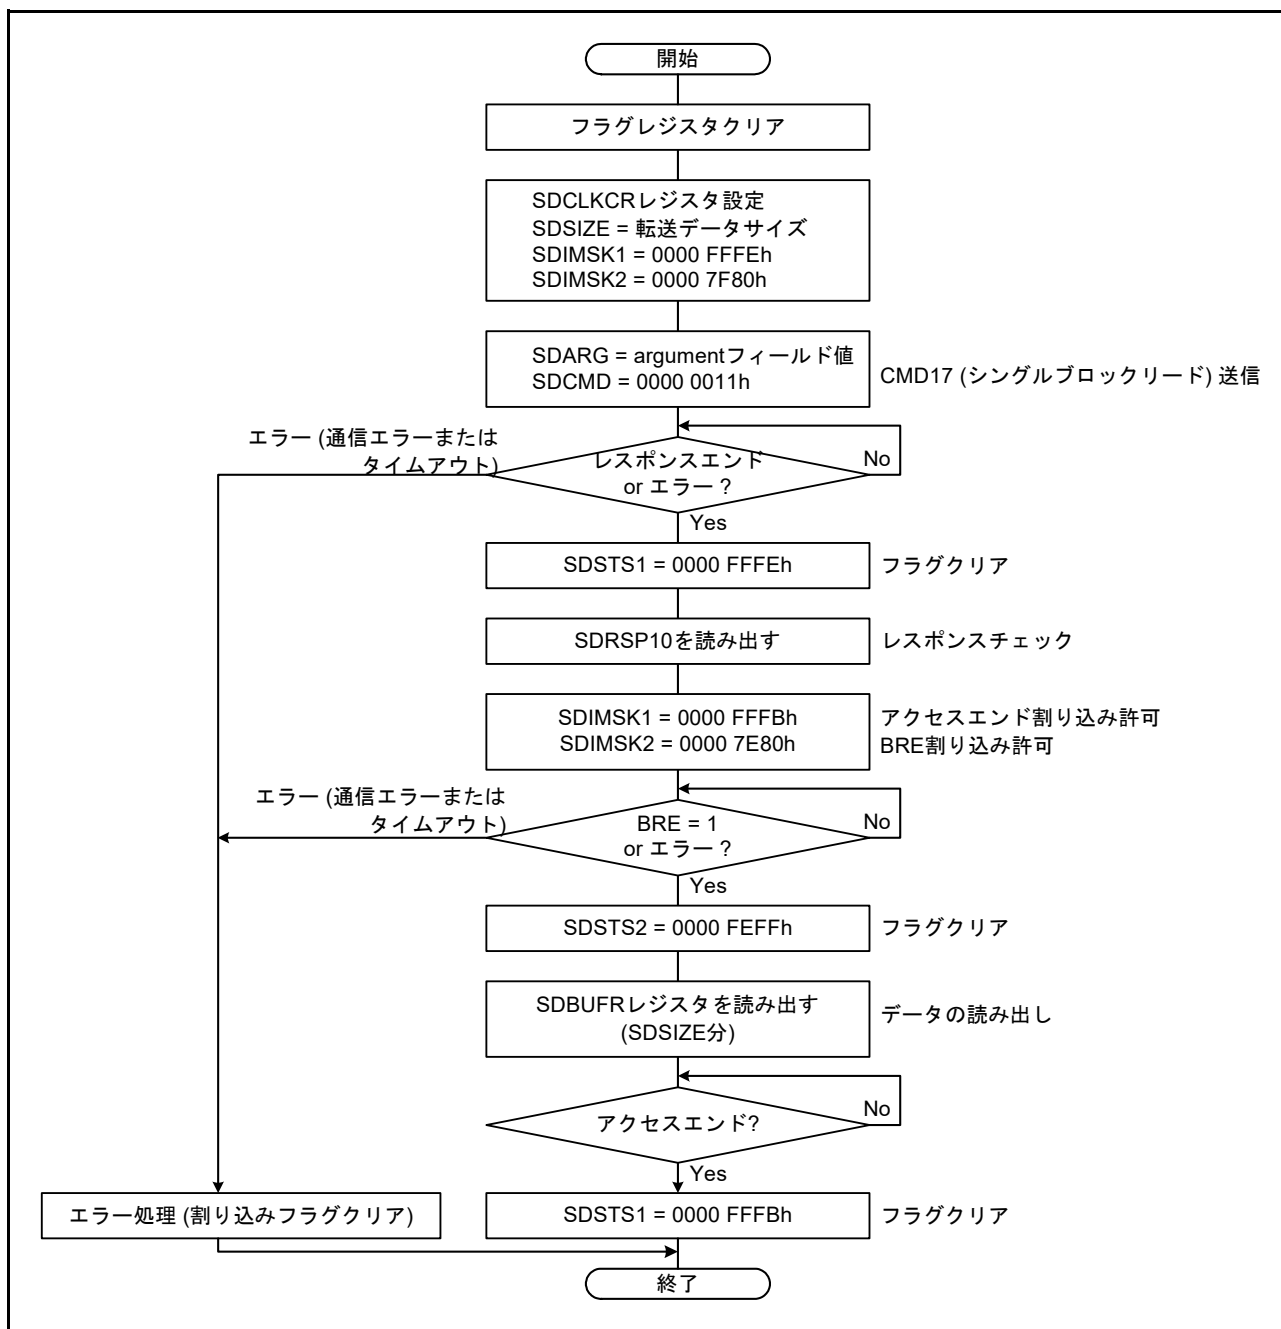 開始
フラグレジスタクリア
SDCLKCRレジスタ設定
SDSIZE = 転送データサイズ
SDIMSK1 = 0000 FFFEh
SDIMSK2 = 0000 7F80h
SDARG = argumentフィールド値
SDCMD = 0000 0011h
CMD17 (シングルブロックリード) 送信
エラー (通信エラーまたは
タイムアウト)
レスポンスエンド
or エラー ?
No
Yes
SDSTS1 = 0000 FFFEh
フラグクリア
SDRSP10を読み出す
レスポンスチェック
SDIMSK1 = 0000 FFFBh
SDIMSK2 = 0000 7E80h
アクセスエンド割り込み許可
BRE割り込み許可
エラー (通信エラーまたは
タイムアウト)
BRE = 1
or エラー ?
No
Yes
SDSTS2 = 0000 FEFFh
フラグクリア
SDBUFRレジスタを読み出す
(SDSIZE分)
データの読み出し
アクセスエンド?
No
Yes
エラー処理 (割り込みフラグクリア)
SDSTS1 = 0000 FFFBh
フラグクリア
終了